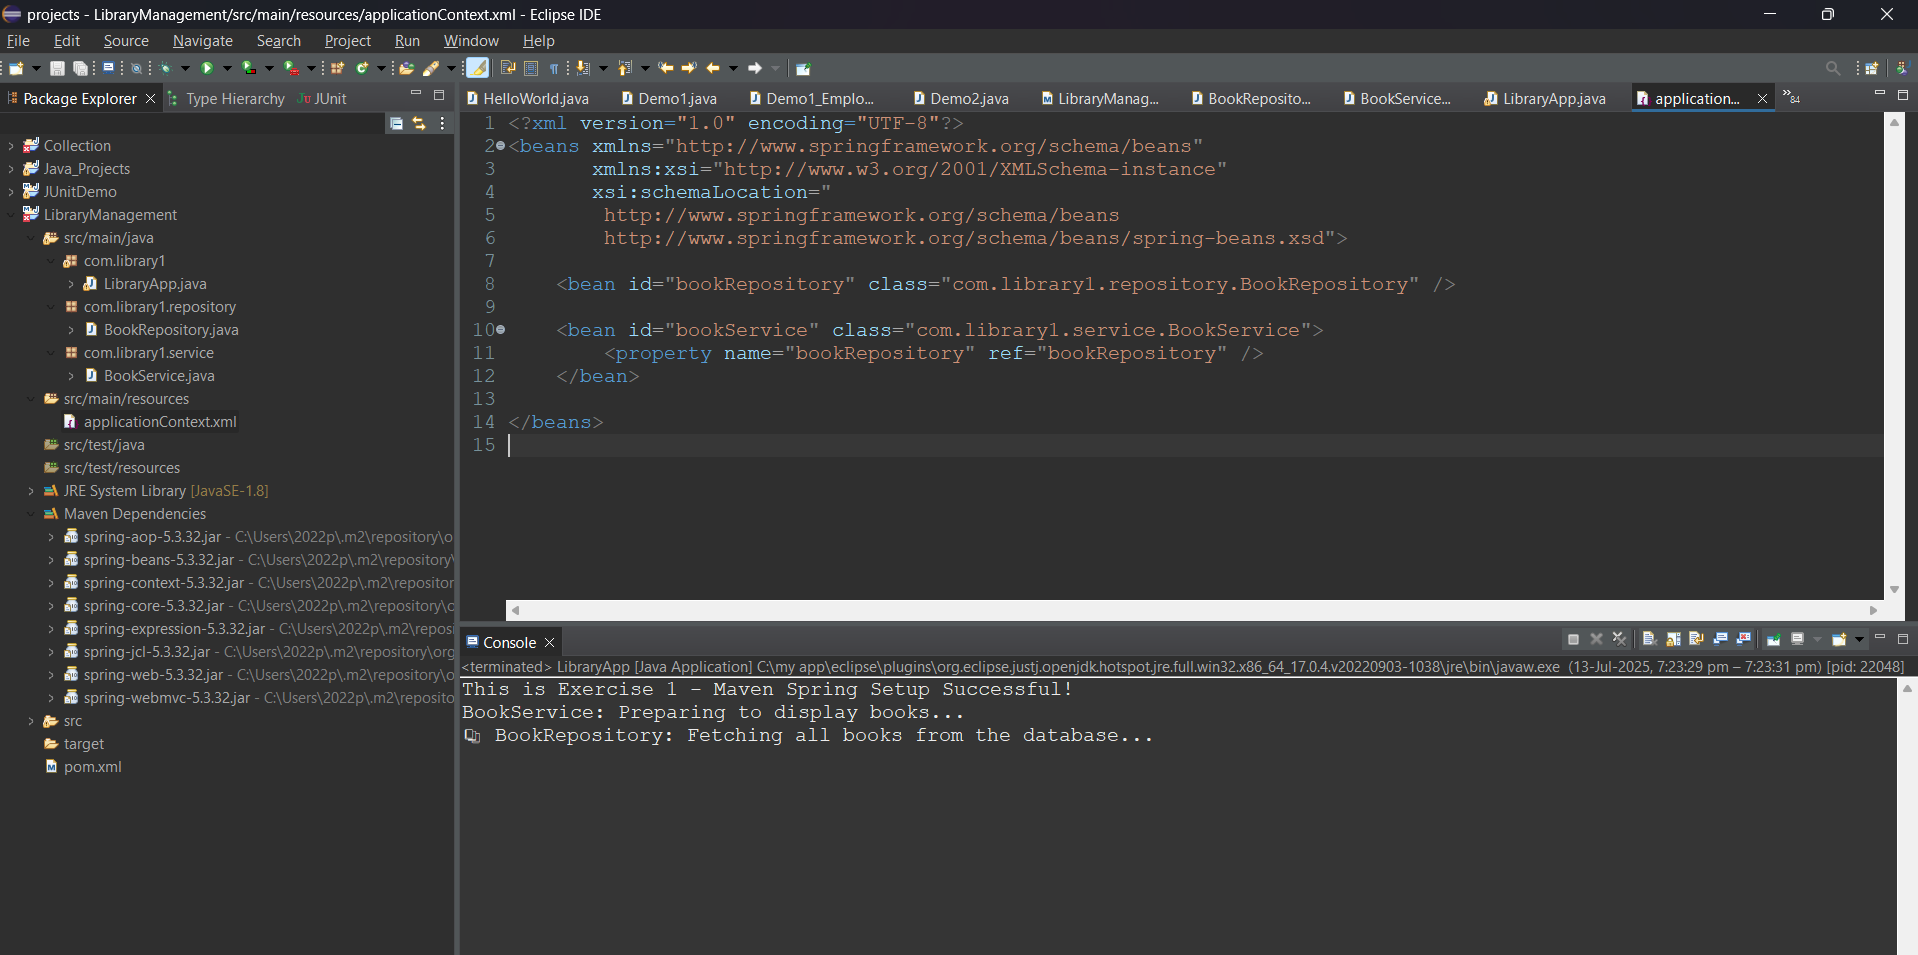 projects - LibraryManagement/src/main/resources/applicationContext.xml - Eclipse IDE
File Edit Source Navigate Search Project Run Window Help
Package Explorer Type Hierarchy JUnit
HelloWorld.java Demo1.java Demo1_Emplo... Demo2.java LibraryManag... BookReposito... BookService... LibraryApp.java application... »84
Collection
Java_Projects
JUnitDemo
LibraryManagement
src/main/java
com.library1
LibraryApp.java
com.library1.repository
BookRepository.java
com.library1.service
BookService.java
src/main/resources
applicationContext.xml
src/test/java
src/test/resources
JRE System Library [JavaSE-1.8]
Maven Dependencies
spring-aop-5.3.32.jar - C:\Users\2022p\.m2\repository\o
spring-beans-5.3.32.jar - C:\Users\2022p\.m2\repository\
spring-context-5.3.32.jar - C:\Users\2022p\.m2\repositor
spring-core-5.3.32.jar - C:\Users\2022p\.m2\repository\o
spring-expression-5.3.32.jar - C:\Users\2022p\.m2\repos
spring-jcl-5.3.32.jar - C:\Users\2022p\.m2\repository\org
spring-web-5.3.32.jar - C:\Users\2022p\.m2\repository\o
spring-webmvc-5.3.32.jar - C:\Users\2022p\.m2\reposito
src
target
pom.xml
1 <?xml version="1.0" encoding="UTF-8"?>
2 <beans xmlns="http://www.springframework.org/schema/beans"
3 xmlns:xsi="http://www.w3.org/2001/XMLSchema-instance"
4 xsi:schemaLocation="
5 http://www.springframework.org/schema/beans
6 http://www.springframework.org/schema/beans/spring-beans.xsd">
7
8 <bean id="bookRepository" class="com.library1.repository.BookRepository" />
9
10 <bean id="bookService" class="com.library1.service.BookService">
11 <property name="bookRepository" ref="bookRepository" />
12 </bean>
13
14 </beans>
15
Console
<terminated> LibraryApp [Java Application] C:\my app\eclipse\plugins\org.eclipse.justj.openjdk.hotspot.jre.full.win32.x86_64_17.0.4.v20220903-1038\jre\bin\javaw.exe (13-Jul-2025, 7:23:29 pm – 7:23:31 pm) [pid: 22048]
This is Exercise 1 - Maven Spring Setup Successful!
BookService: Preparing to display books...
BookRepository: Fetching all books from the database...